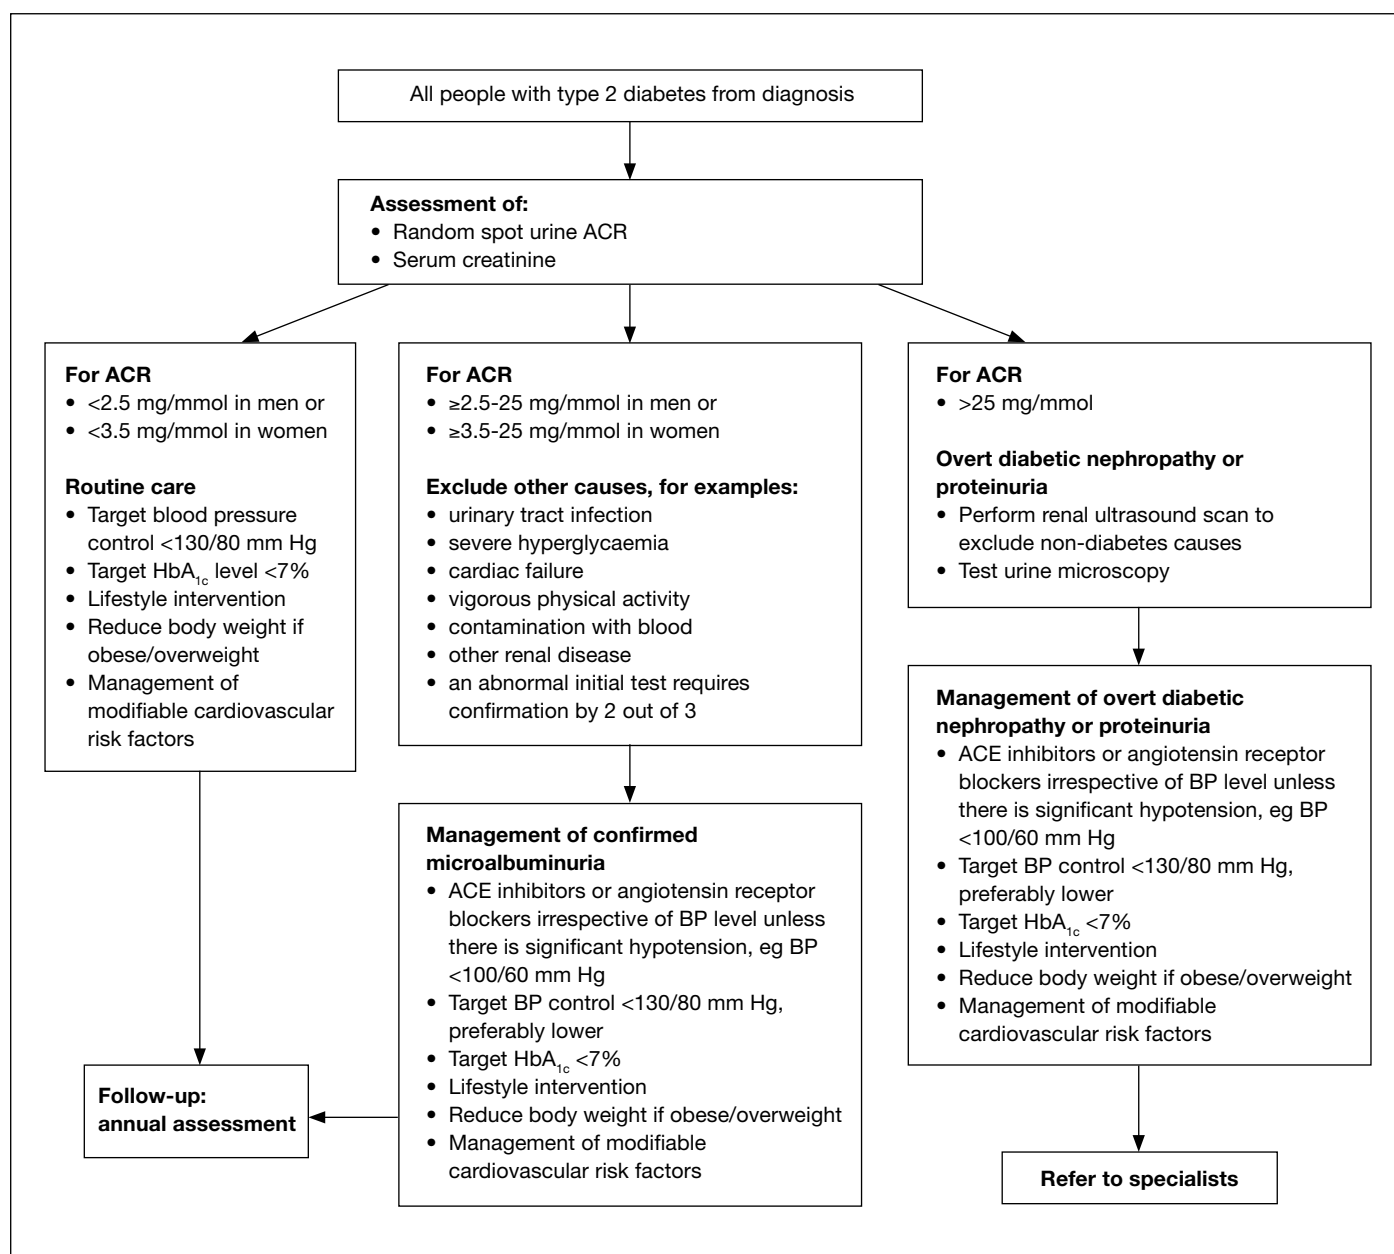 All people with type 2 diabetes from diagnosis
Assessment of:
• Random spot urine ACR
• Serum creatinine
For ACR
• <2.5 mg/mmol in men or
• <3.5 mg/mmol in women
Routine care
• Target blood pressure
control <130/80 mm Hg
• Target HbA1c level <7%
• Lifestyle intervention
• Reduce body weight if
obese/overweight
• Management of
modifiable cardiovascular
risk factors
For ACR
• ≥2.5-25 mg/mmol in men or
• ≥3.5-25 mg/mmol in women
Exclude other causes, for examples:
• urinary tract infection
• severe hyperglycaemia
• cardiac failure
• vigorous physical activity
• contamination with blood
• other renal disease
• an abnormal initial test requires
confirmation by 2 out of 3
For ACR
• >25 mg/mmol
Overt diabetic nephropathy or
proteinuria
• Perform renal ultrasound scan to
exclude non-diabetes causes
• Test urine microscopy
Management of confirmed
microalbuminuria
• ACE inhibitors or angiotensin receptor
blockers irrespective of BP level unless
there is significant hypotension, eg BP
<100/60 mm Hg
• Target BP control <130/80 mm Hg,
preferably lower
• Target HbA1c <7%
• Lifestyle intervention
• Reduce body weight if obese/overweight
• Management of modifiable
cardiovascular risk factors
Management of overt diabetic
nephropathy or proteinuria
• ACE inhibitors or angiotensin receptor
blockers irrespective of BP level unless
there is significant hypotension, eg BP
<100/60 mm Hg
• Target BP control <130/80 mm Hg,
preferably lower
• Target HbA1c <7%
• Lifestyle intervention
• Reduce body weight if obese/overweight
• Management of modifiable
cardiovascular risk factors
Follow-up:
annual assessment
Refer to specialists